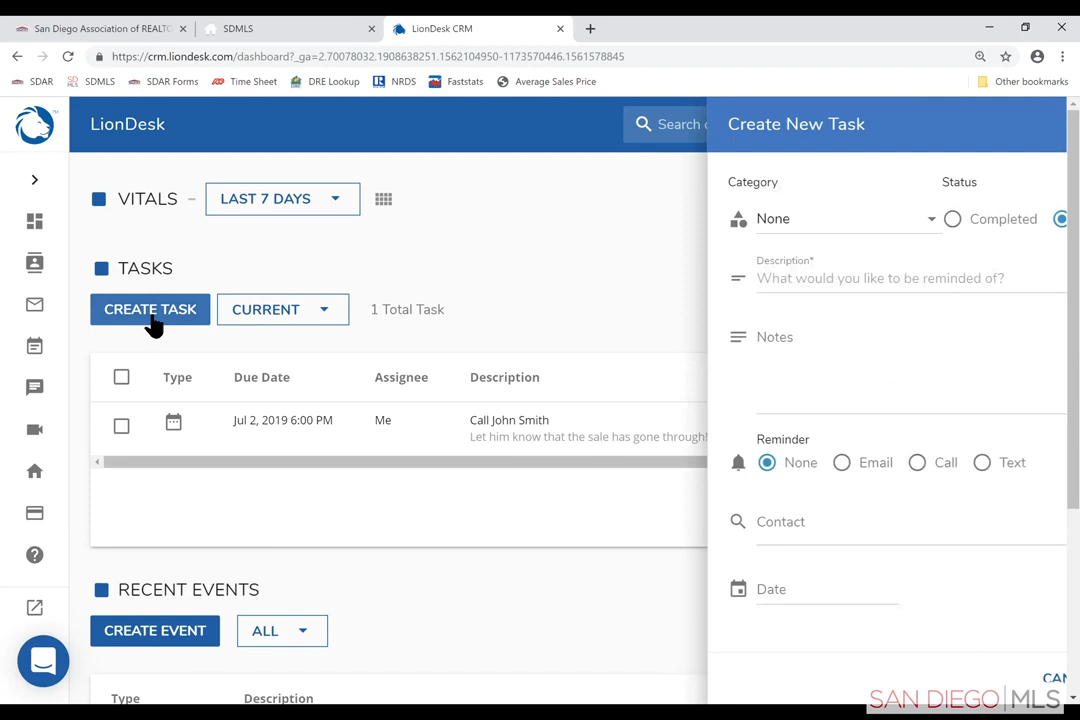 San Diego Association of REALTO
SDMLS
LionDesk CRM
https://crm.liondesk.com/dashboard?_ga=2.70078032.1908638251.1562104950-1173570446.1561578845
SDAR
SDMLS
SDAR Forms
Time Sheet
DRE Lookup
NRDS
Faststats
Average Sales Price
Other bookmarks
LionDesk
Search c
Create New Task
VITALS – LAST 7 DAYS
Category
Status
None
Completed
TASKS
Description*
What would you like to be reminded of?
CREATE TASK
CURRENT
1 Total Task
Notes
Type
Due Date
Assignee
Description
Jul 2, 2019 6:00 PM
Me
Call John Smith
Let him know that the sale has gone through!
Reminder
None
Email
Call
Text
Contact
RECENT EVENTS
Date
CREATE EVENT
ALL
CAN
Type
Description
SAN DIEGO | MLS